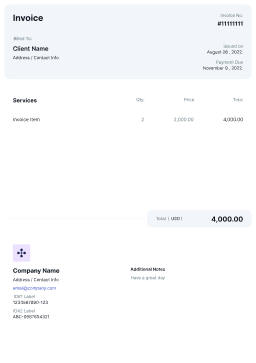 Invoice
Invoice No.
#11111111
Billed To:
Client Name
Address / Contact Info
Issued on
August 26, 2022.
Payment Due
November 9, 2022.
Services Qty. Price Total
Invoice Item 2 2,000.00 4,000.00
Total ( USD ) 4,000.00
Company Name
Address / Contact Info
email@company.com
ID#1 Label
1234567890-123
ID#2 Label
ABC-0987654321
Additional Notes
Have a great day